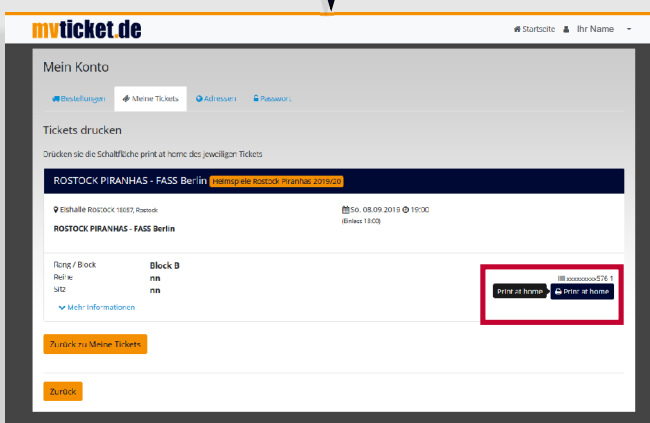 myticket.de
Startseite Ihr Name
Mein Konto
Bestellungen Meine Tickets Adressen Passwort
Tickets drucken
Drücken sie die Schaltfläche print at home des jeweiligen Tickets
ROSTOCK PIRANHAS - FASS Berlin Heimspiele Rostock Piranhas 2019/20
Eishalle Rostock 18057, Rostock
So. 08.09.2019 19:00
(Einlass 18:00)
ROSTOCK PIRANHAS - FASS Berlin
Rang / Block Block B
Reihe nn
Sitz nn
xxxxxxxxx576 1
Print at home Print at home
Mehr Informationen
Zurück zu Meine Tickets
Zurück